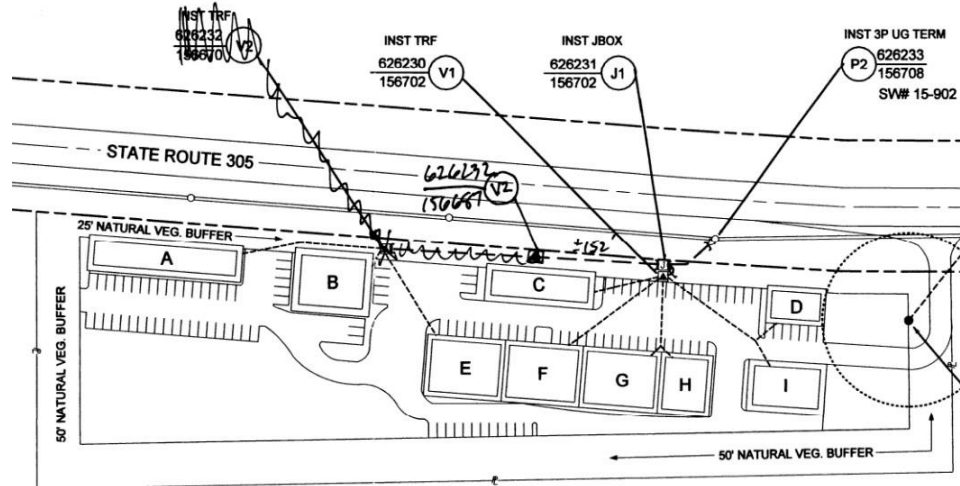 INST TRF
626232
156670
V2
INST TRF
626230
156702
V1
INST JBOX
626231
156702
J1
INST 3P UG TERM
P2
626233
156708
SW# 15-902
STATE ROUTE 305
626232
156687
V2
25' NATURAL VEG. BUFFER
±152
A
B
C
D
E
F
G
H
I
50' NATURAL VEG. BUFFER
50' NATURAL VEG. BUFFER